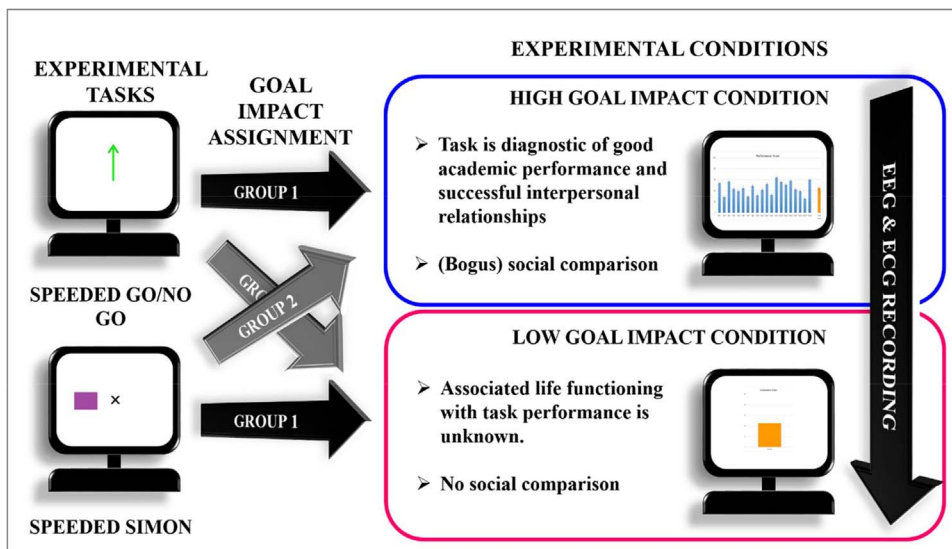 EXPERIMENTAL
TASKS
SPEEDED GO/NO
GO
SPEEDED SIMON
GOAL
IMPACT
ASSIGNMENT
GROUP 1
GROUP 2
GROUP 1
EXPERIMENTAL CONDITIONS
HIGH GOAL IMPACT CONDITION
➢ Task is diagnostic of good
academic performance and
successful interpersonal
relationships
➢ (Bogus) social comparison
LOW GOAL IMPACT CONDITION
➢ Associated life functioning
with task performance is
unknown.
➢ No social comparison
EEG & ECG RECORDING